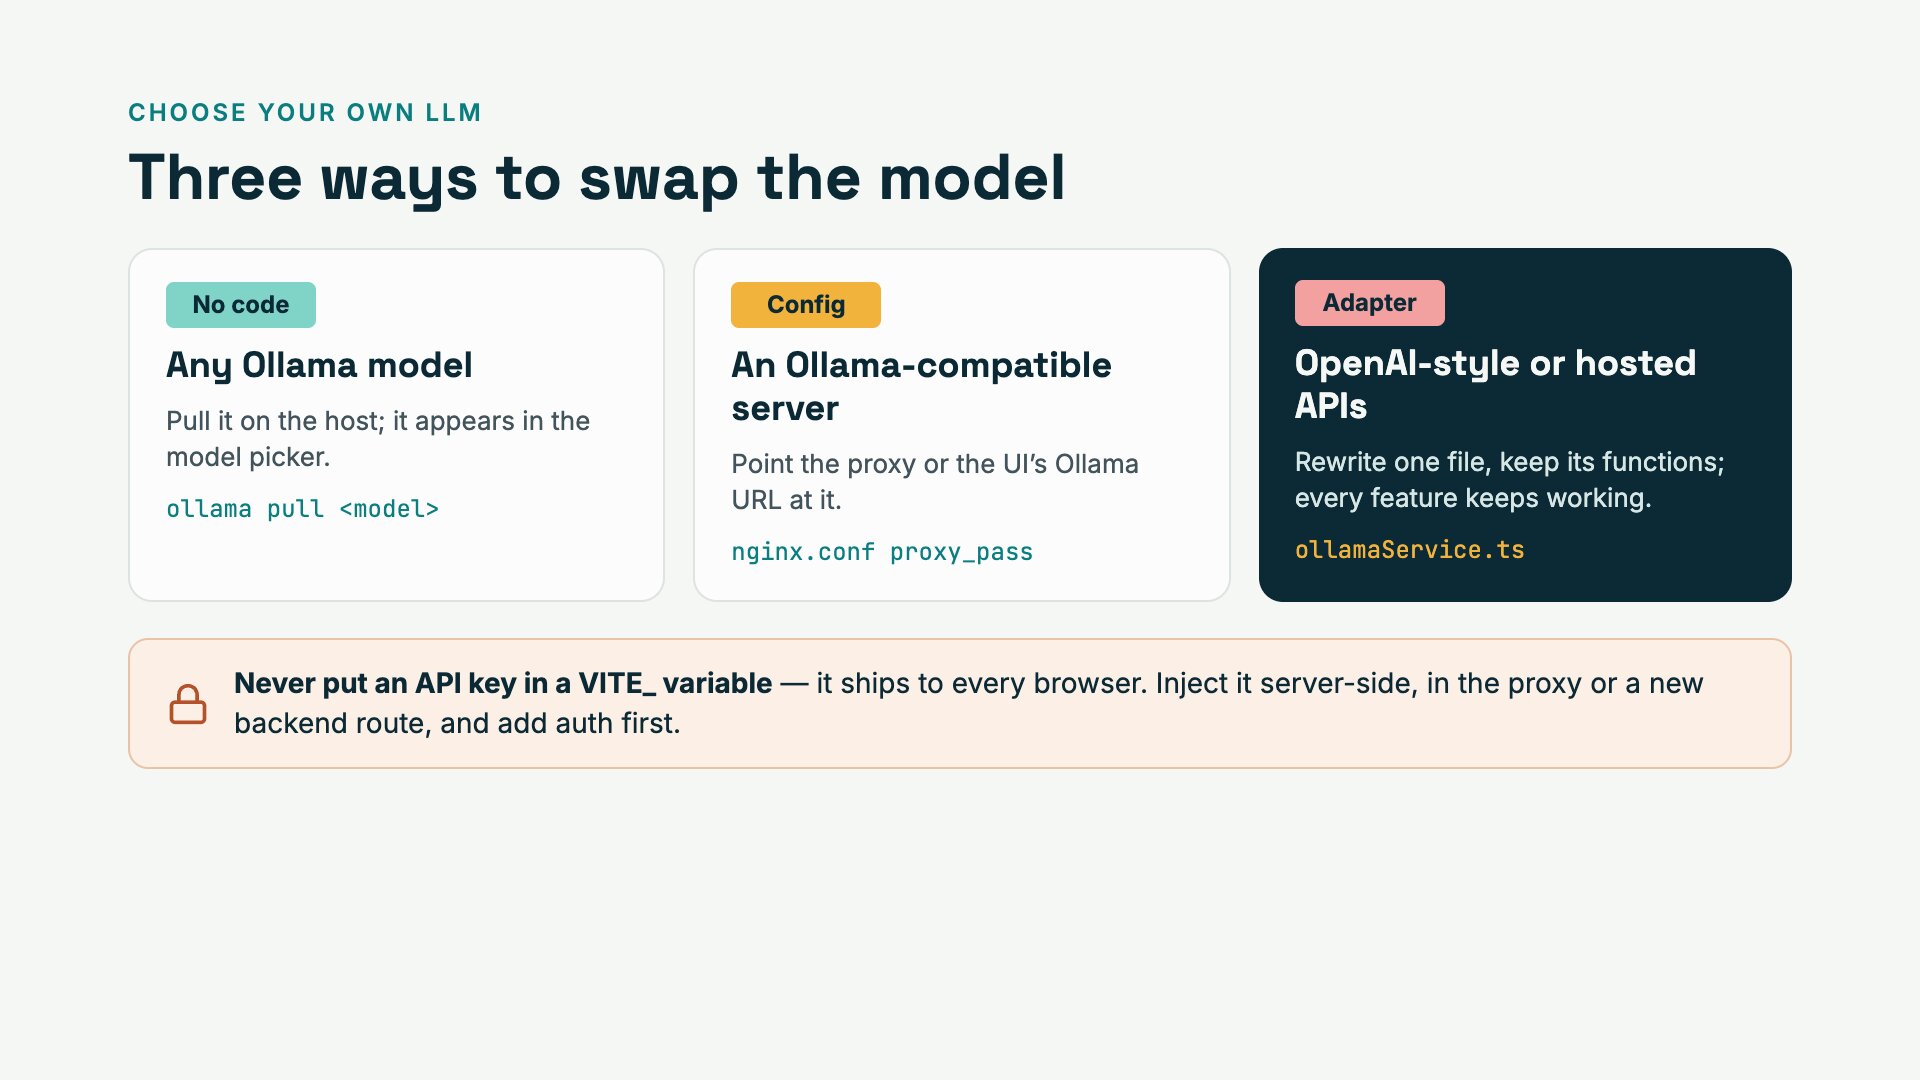 CHOOSE YOUR OWN LLM
Three ways to swap the model
No code
Any Ollama model
Pull it on the host; it appears in the
model picker.
ollama pull <model>
Config
An Ollama-compatible
server
Point the proxy or the UI’s Ollama
URL at it.
nginx.conf proxy_pass
Adapter
OpenAI-style or hosted
APIs
Rewrite one file, keep its functions;
every feature keeps working.
ollamaService.ts
Never put an API key in a VITE_ variable — it ships to every browser. Inject it server-side, in the proxy or a new
backend route, and add auth first.